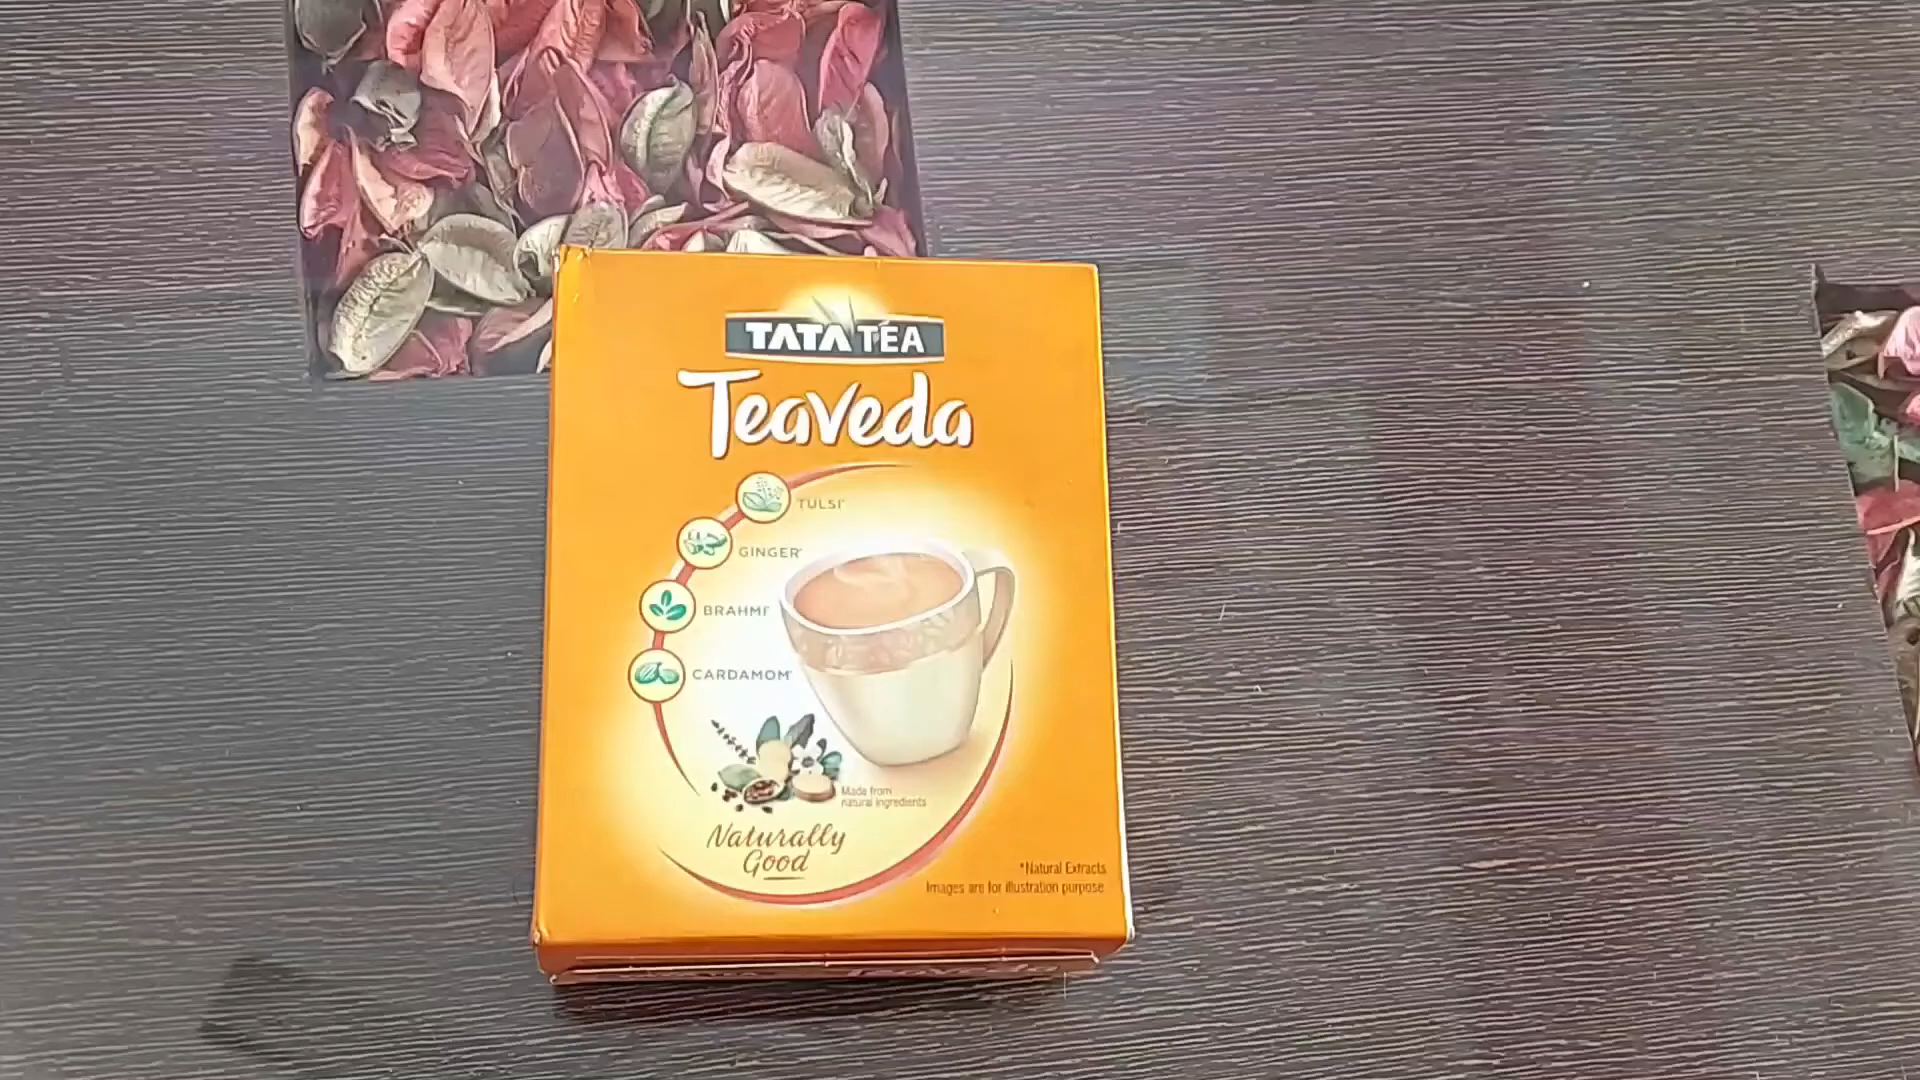 TATA TEA
Teaveda
TULSI*
GINGER*
BRAHMI*
CARDAMOM*
Made from
natural ingredients
Naturally
Good
*Natural Extracts
Images are for illustration purpose
Teaveda